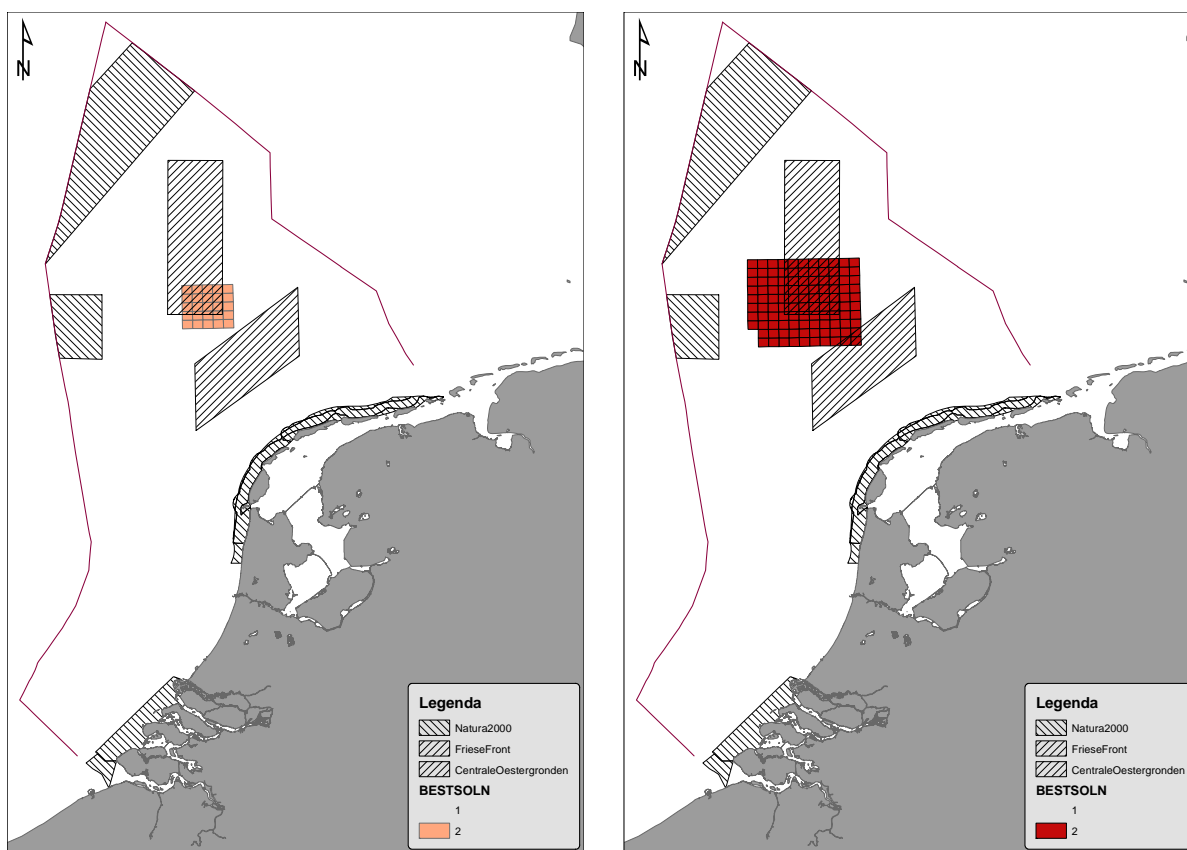 N
Legenda
Natura2000
FrieseFront
CentraleOestergronden
BESTSOLN
1
2
N
Legenda
Natura2000
FrieseFront
CentraleOestergronden
BESTSOLN
1
2